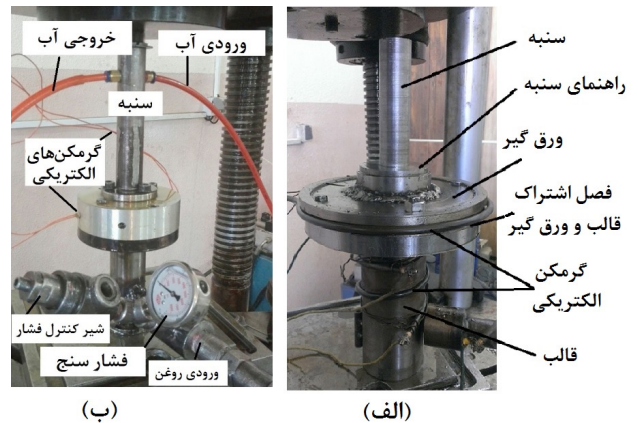 سنبه
راهنمای سنبه
ورق گیر
فصل اشتراک
قالب و ورق گیر
گرمکن
الکتریکی
قالب
(الف)
ورودی آب
خروجی آب
سنبه
گرمکن‌های
الکتریکی
شیر کنترل فشار
فشار سنج
ورودی روغن
(ب)